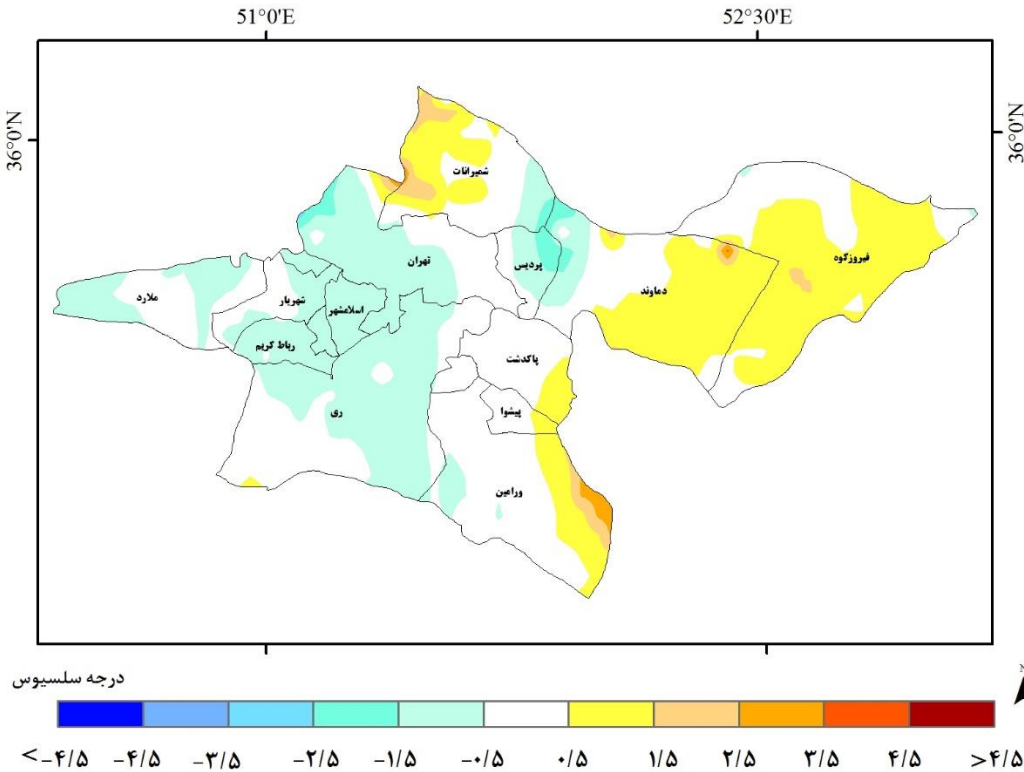 51°0'E 52°30'E
36°0'N 36°0'N
شمیرانات
تهران
پردیس
فیروزکوه
دماوند
ملارد
شهریار
اسلامشهر
رباط کریم
پاکدشت
پیشوا
ری
ورامین
درجه سلسیوس
N
<-۴/۵ -۴/۵ -۳/۵ -۲/۵ -۱/۵ -۰/۵ ۰/۵ ۱/۵ ۲/۵ ۳/۵ ۴/۵ >۴/۵